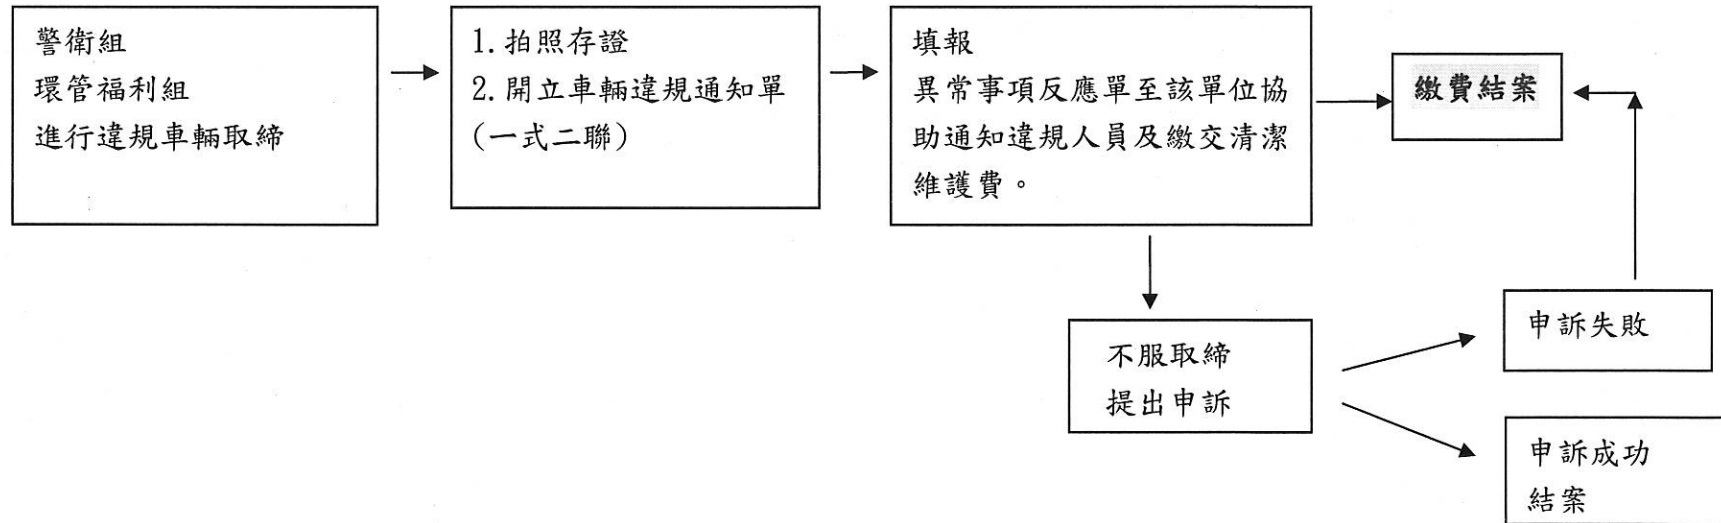 警衛組
環管福利組
進行違規車輛取締
1.拍照存證
2.開立車輛違規通知單
(一式二聯)
填報
異常事項反應單至該單位協
助通知違規人員及繳交清潔
維護費。
繳費結案
不服取締
提出申訴
申訴失敗
申訴成功
結案